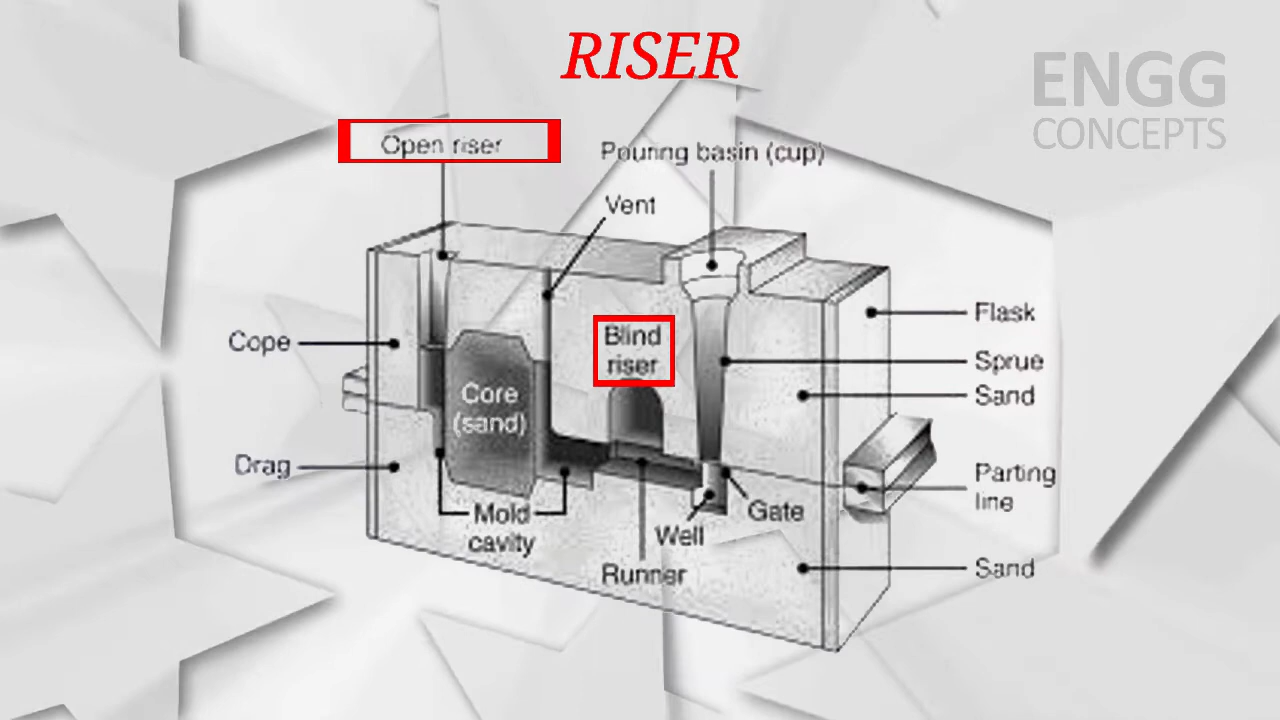 RISER
ENGG
CONCEPTS
Open riser
Pouring basin (cup)
Vent
Flask
Blind
riser
Cope
Sprue
Core
(sand)
Sand
Drag
Parting
line
Mold
cavity
Gate
Well
Runner
Sand